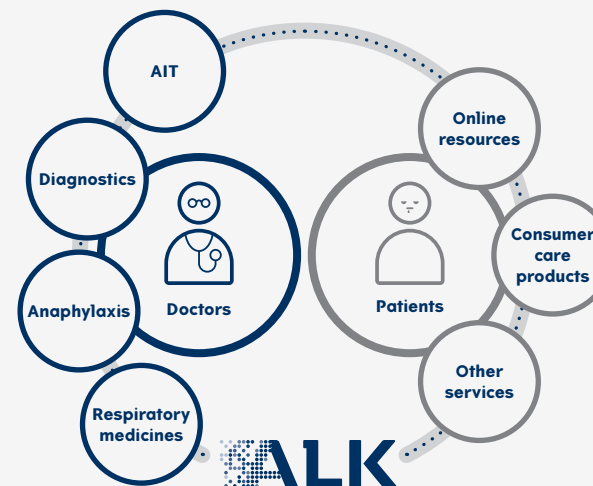 AIT
Online
resources
Diagnostics
Consumer
care
products
Anaphylaxis
Doctors
Patients
Other
services
Respiratory
medicines
ALK